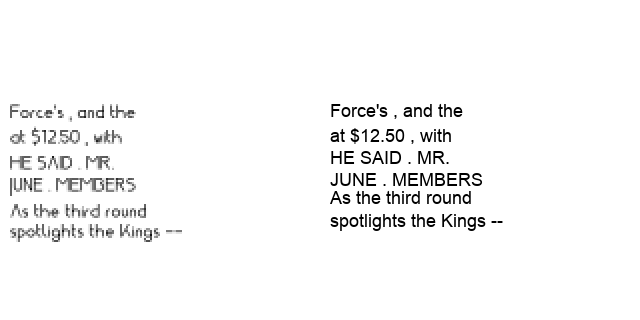 Force's , and the
at $12.50 , with
HE SAID . MR.
JUNE . MEMBERS
As the third round
spotlights the Kings --
Force's , and the
at $12.50 , with
HE SAID . MR.
JUNE . MEMBERS
As the third round
spotlights the Kings --